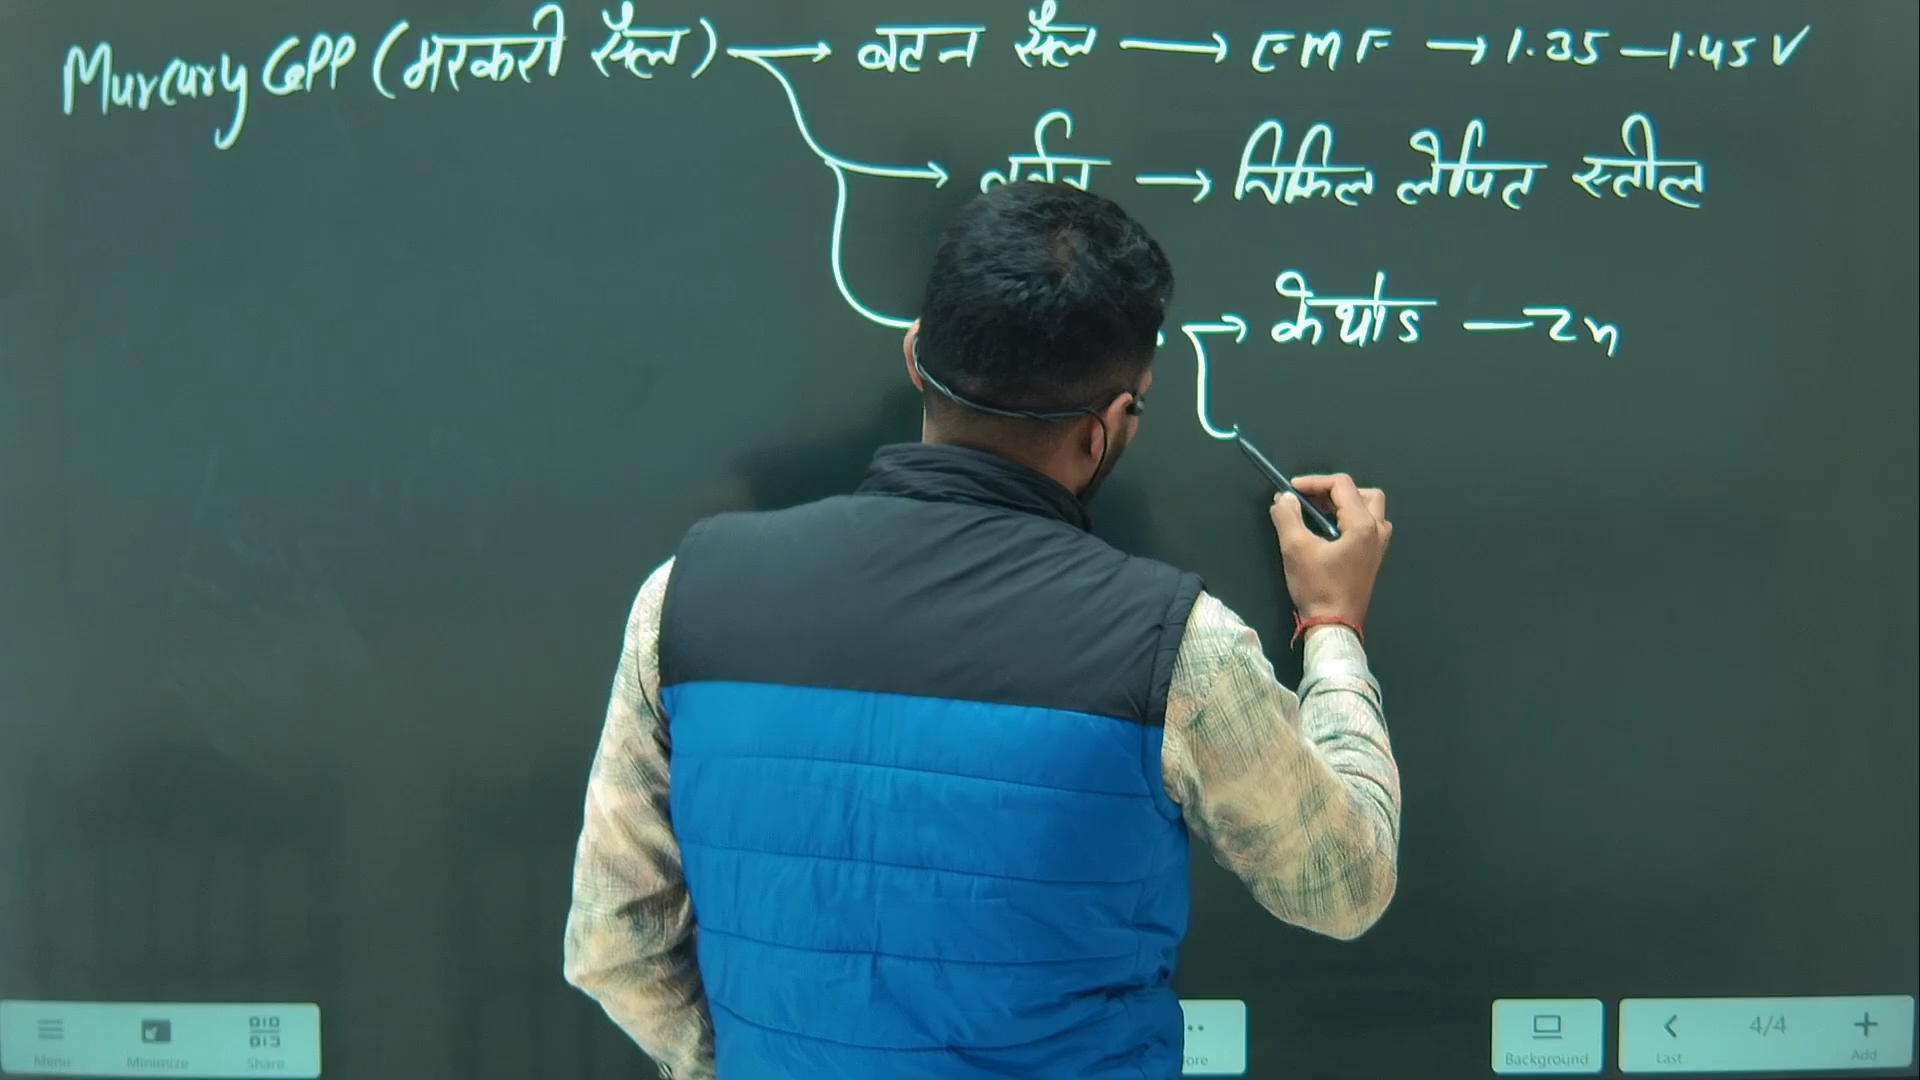 Murcury Cell (मरकरी सैल) → बटन सैल → EMF → 1.35 – 1.45 V
→ निकिल लेपित स्तील
→ कैथोड – Zn
Menu Minimize Share Background Last 4/4 Add